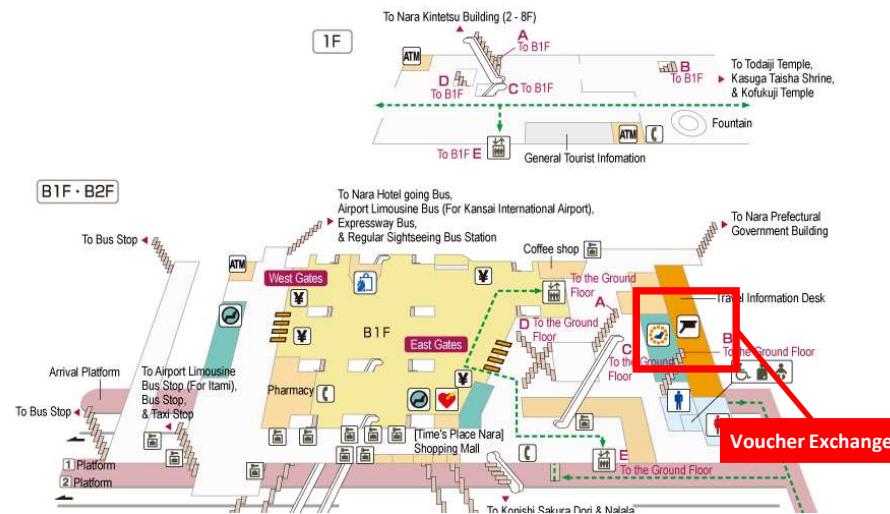 To Nara Kintetsu Building (2 - 8F)
1F
A
To B1F
ATM
D
To B1F
C To B1F
B
To B1F
To Todaiji Temple,
Kasuga Taisha Shrine,
& Kofukuji Temple
Fountain
ATM
To B1F E
General Tourist Infomation
B1F・B2F
To Nara Hotel going Bus,
Airport Limousine Bus (For Kansai International Airport),
Expressway Bus,
& Regular Sightseeing Bus Station
To Nara Prefectural
Government Building
To Bus Stop
Coffee shop
ATM
West Gates
¥
¥
To the Ground
Floor
A
Travel Information Desk
¥
B1F
D To the Ground
Floor
East Gates
B
To the Ground Floor
C
To the Ground
Floor
Arrival Platform
To Airport Limousine
Bus Stop (For Itami),
Bus Stop,
& Taxi Stop
Pharmacy
¥
To Bus Stop
[Time's Place Nara]
Shopping Mall
Voucher Exchange
E
To the Ground Floor
1 Platform
2 Platform
To Konishi Sakura Dori & Nalala